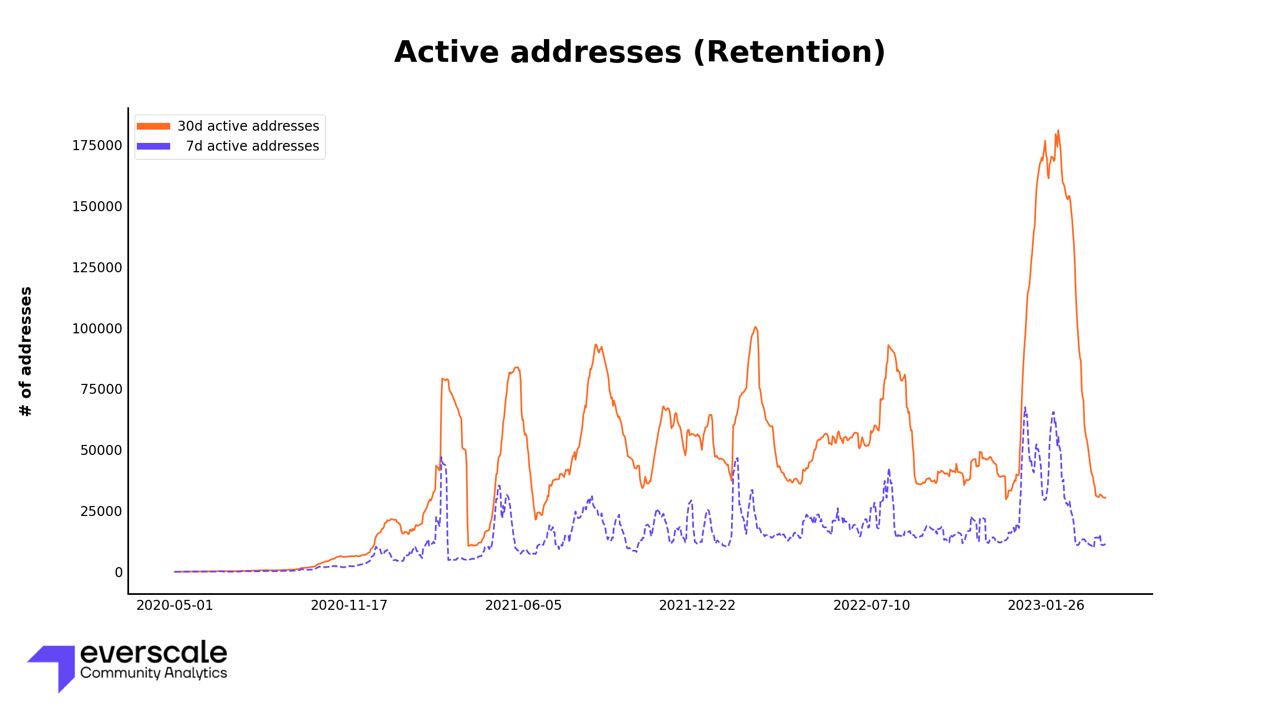 Active addresses (Retention)
30d active addresses
7d active addresses
175000
150000
125000
100000
75000
50000
25000
0
# of addresses
2020-05-01 2020-11-17 2021-06-05 2021-12-22 2022-07-10 2023-01-26
everscale
Community Analytics